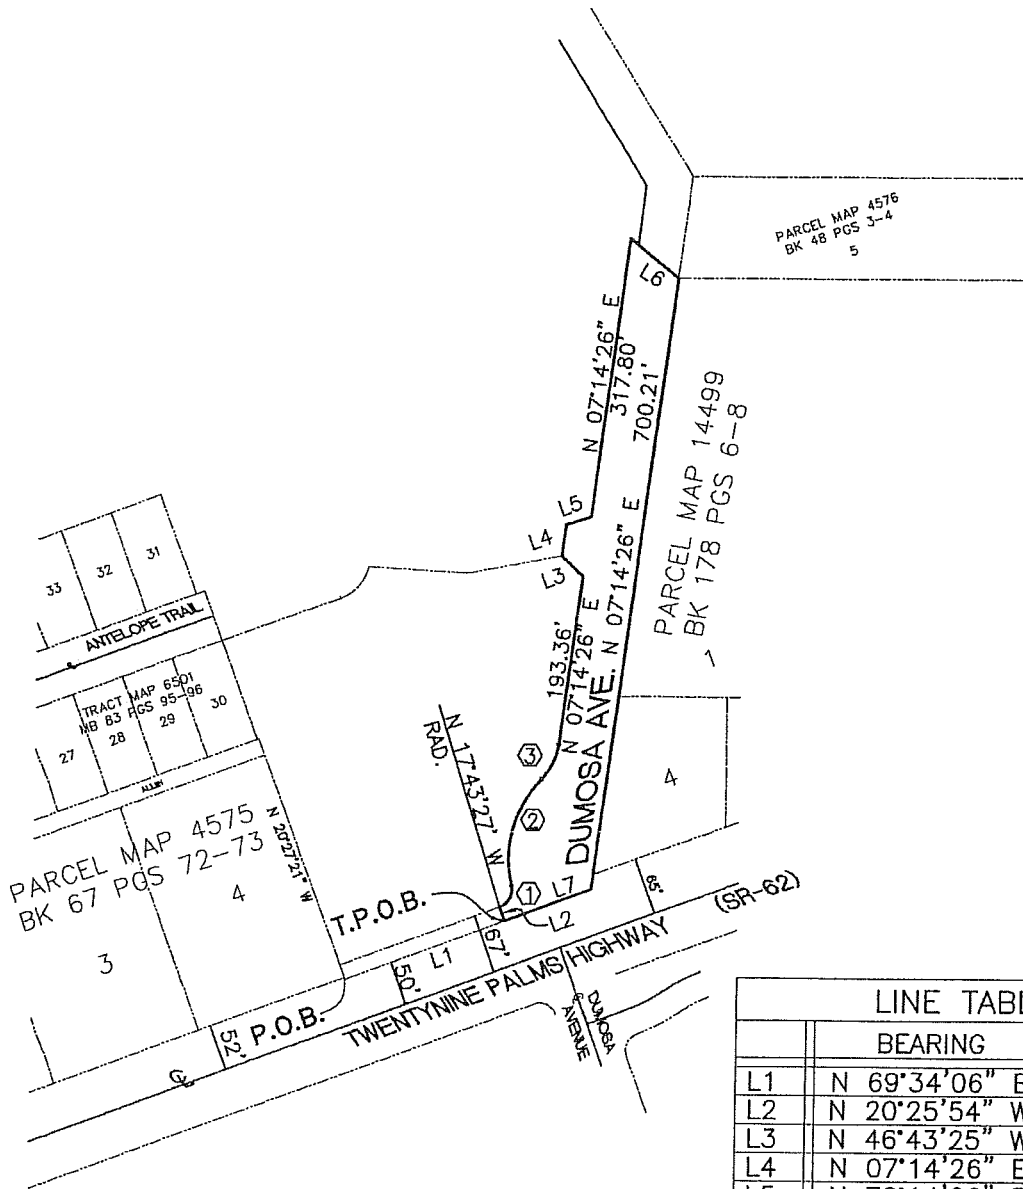 PARCEL MAP 4576
BK 48 PGS 3-4
5
L6
N 07°14'26" E
317.80'
700.21'
N 07°14'26" E
PARCEL MAP 14499
BK 178 PGS 6-8
1
L5
L4
L3
193.36'
N 07°14'26" E
DUMOSA AVE.
33
32
31
ANTELOPE TRAIL
TRACT MAP 6501
MB 83 PGS 95-96
27
28
29
30
ALLEY
N 17°43'27" W
RAD.
3
2
1
4
PARCEL MAP 4575
BK 67 PGS 72-73
N 20°27'21" W
4
3
T.P.O.B.
L7
L2
65'
(SR-62)
67'
L1
50'
P.O.B.
52'
TWENTYNINE PALMS HIGHWAY
DUMOSA
AVENUE
LINE TABL
BEARING
L1 N 69°34'06" E
L2 N 20°25'54" W
L3 N 46°43'25" W
L4 N 07°14'26" E